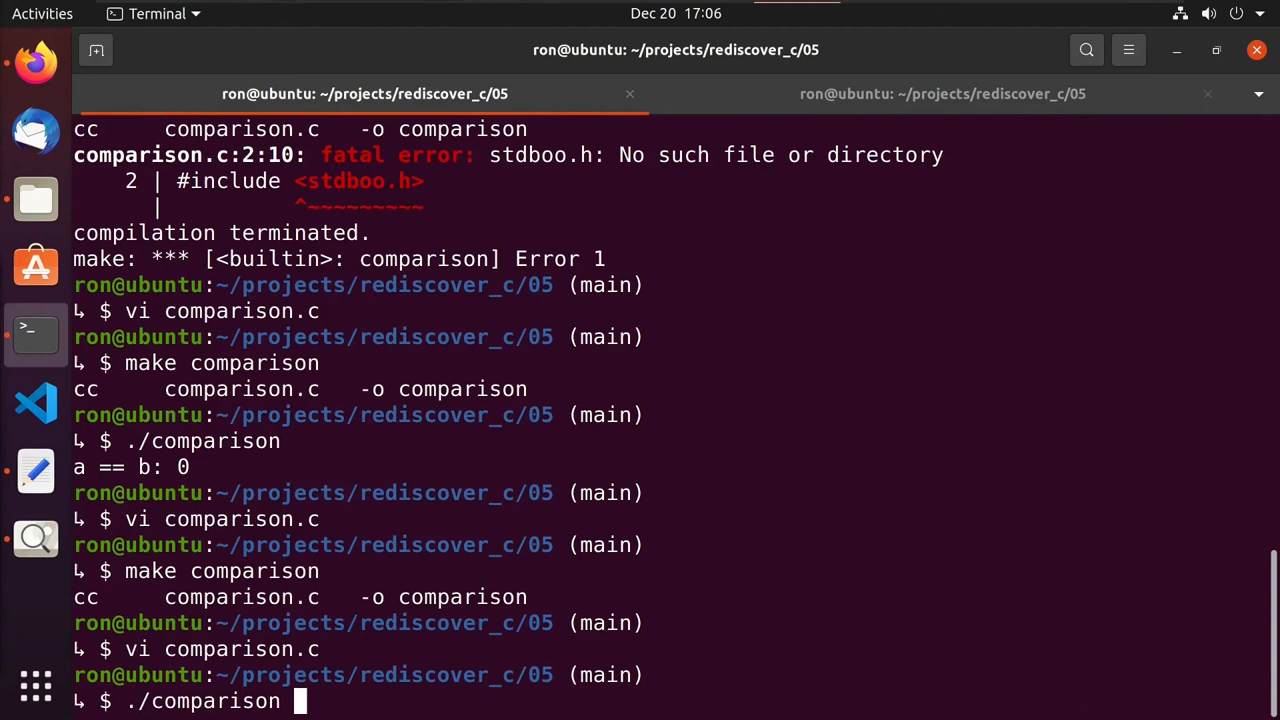 Activities Terminal Dec 20 17:06
ron@ubuntu: ~/projects/rediscover_c/05
ron@ubuntu: ~/projects/rediscover_c/05 ron@ubuntu: ~/projects/rediscover_c/05
cc     comparison.c   -o comparison
comparison.c:2:10: fatal error: stdboo.h: No such file or directory
    2 | #include <stdboo.h>
      |          ^~~~~~~~~~
compilation terminated.
make: *** [<builtin>: comparison] Error 1
ron@ubuntu:~/projects/rediscover_c/05 (main)
↳ $ vi comparison.c
ron@ubuntu:~/projects/rediscover_c/05 (main)
↳ $ make comparison
cc     comparison.c   -o comparison
ron@ubuntu:~/projects/rediscover_c/05 (main)
↳ $ ./comparison
a == b: 0
ron@ubuntu:~/projects/rediscover_c/05 (main)
↳ $ vi comparison.c
ron@ubuntu:~/projects/rediscover_c/05 (main)
↳ $ make comparison
cc     comparison.c   -o comparison
ron@ubuntu:~/projects/rediscover_c/05 (main)
↳ $ vi comparison.c
ron@ubuntu:~/projects/rediscover_c/05 (main)
↳ $ ./comparison